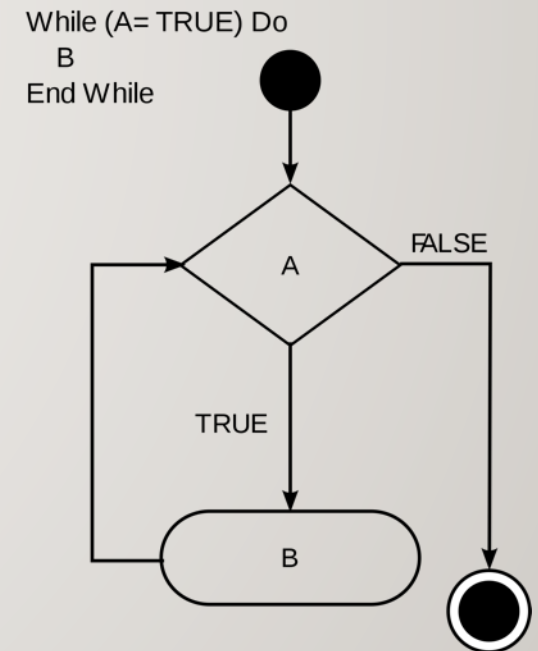 While (A= TRUE) Do
B
End While
A
FALSE
TRUE
B